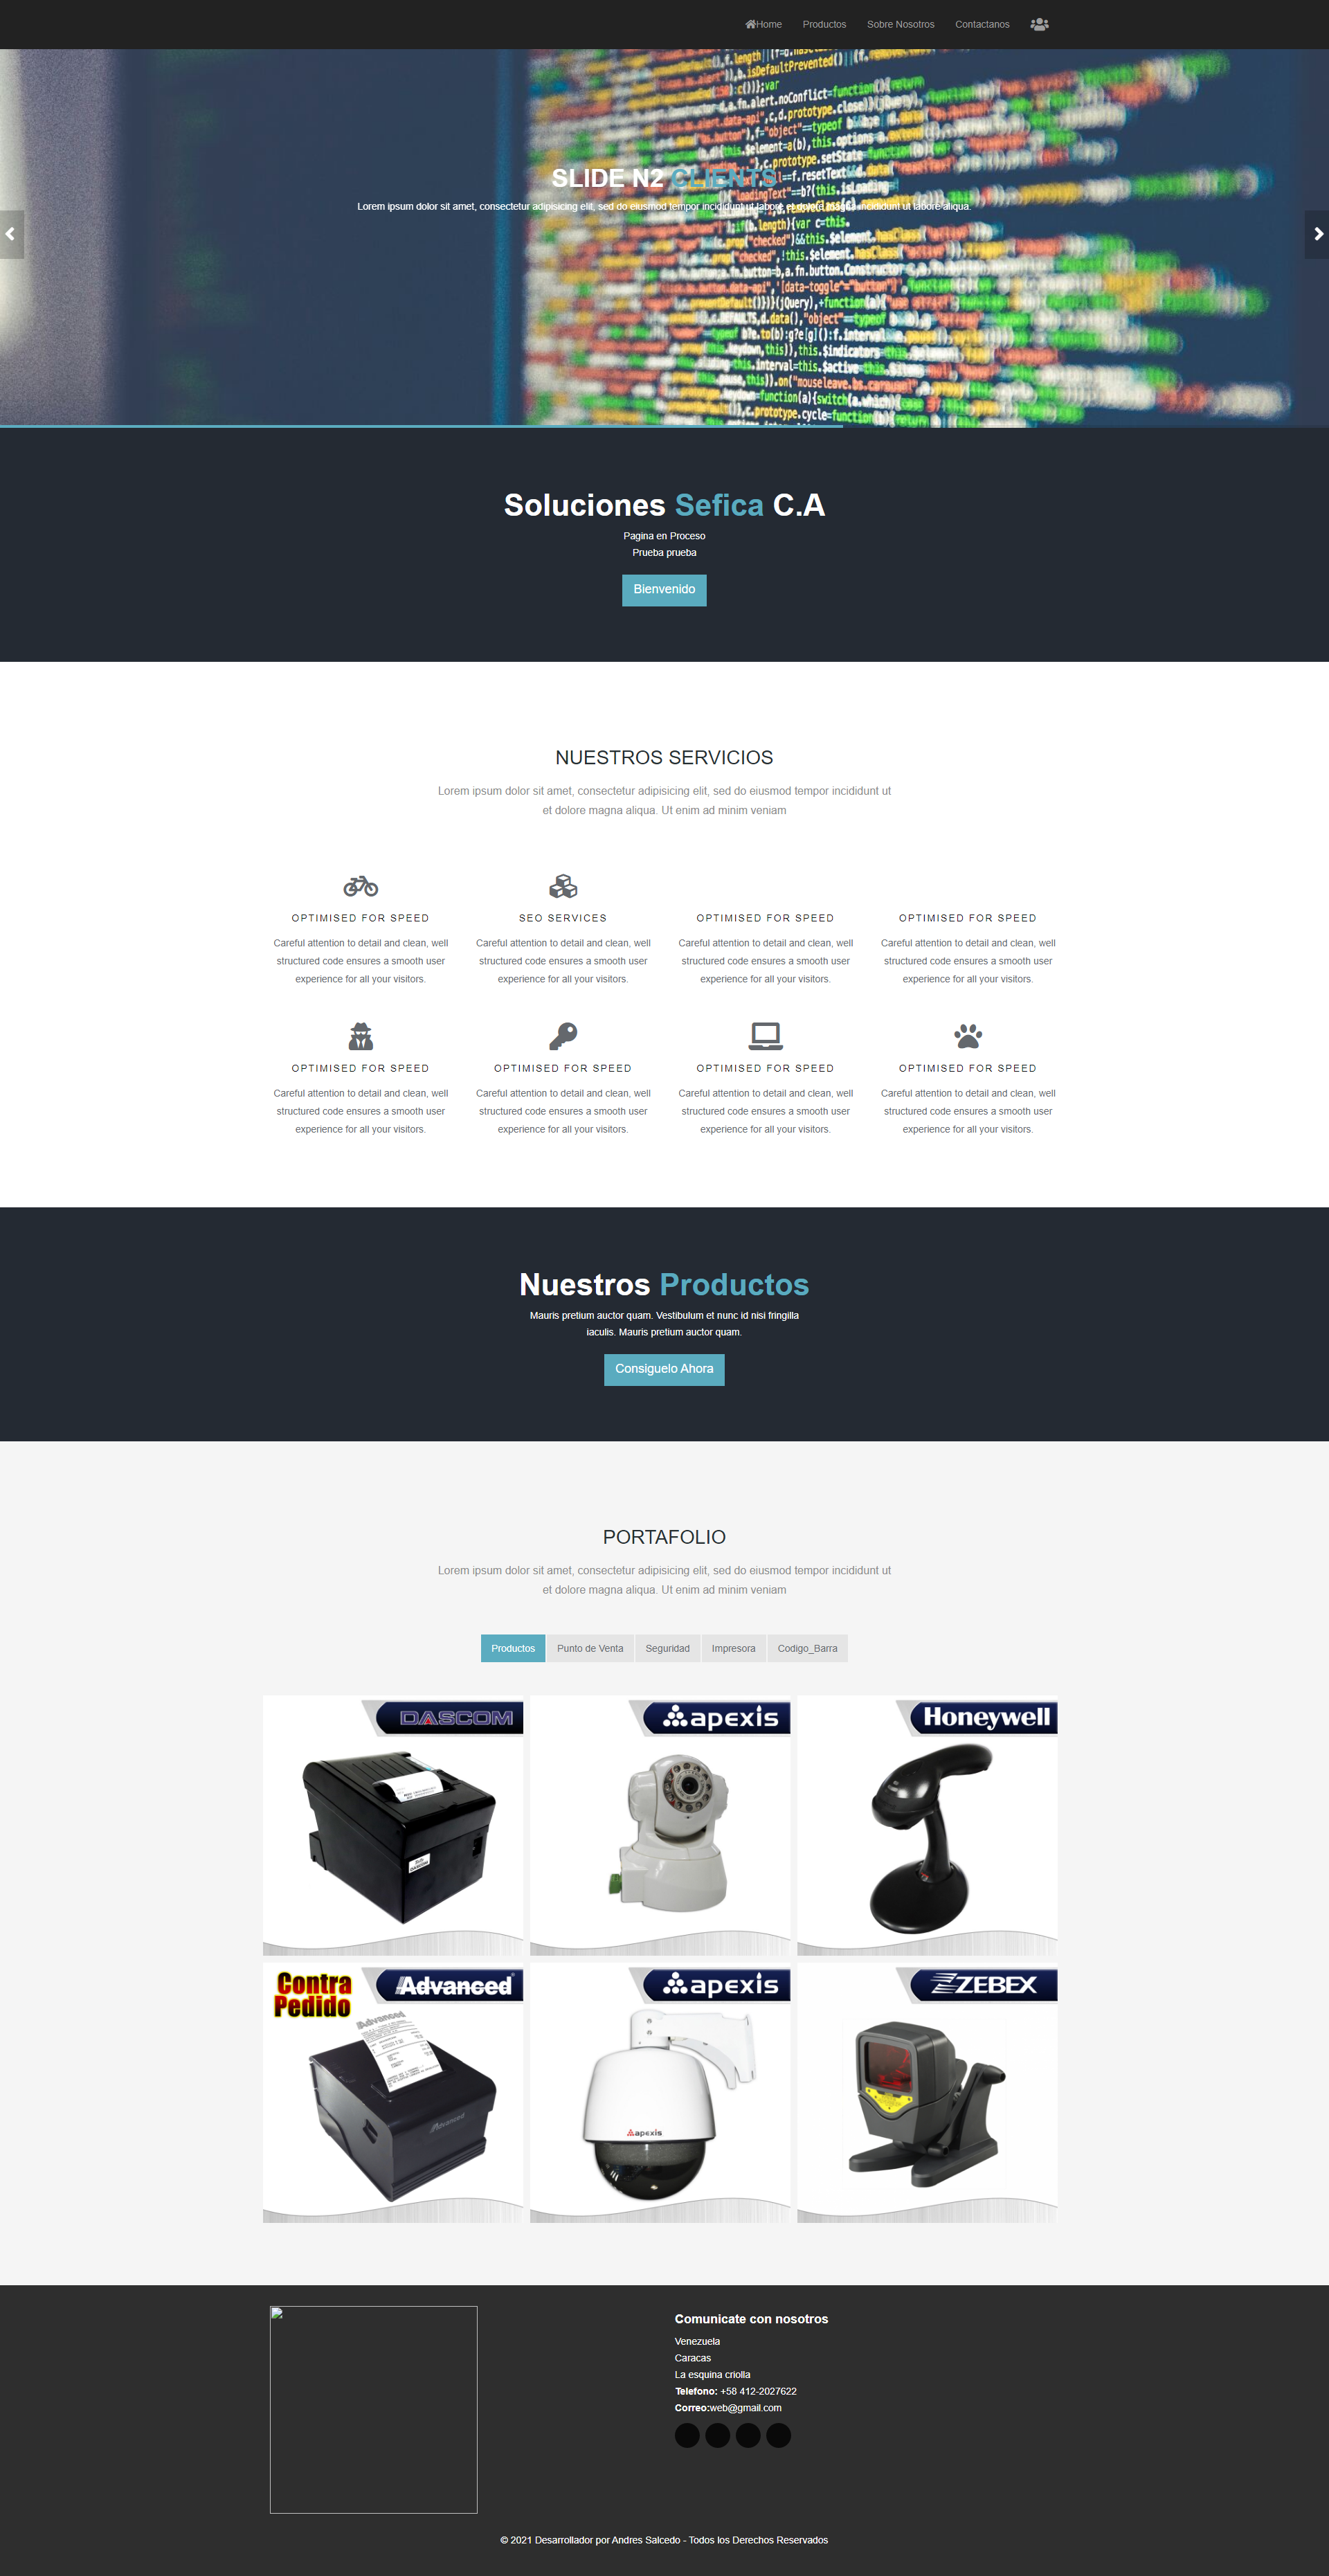 Home Productos Sobre Nosotros Contactanos
SLIDE N2 CLIENTS
Lorem ipsum dolor sit amet, consectetur adipisicing elit, sed do eiusmod tempor incididunt ut labore et dolore magna incididunt ut labore aliqua.
Soluciones Sefica C.A
Pagina en Proceso
Prueba prueba
Bienvenido
NUESTROS SERVICIOS
Lorem ipsum dolor sit amet, consectetur adipisicing elit, sed do eiusmod tempor incididunt ut
et dolore magna aliqua. Ut enim ad minim veniam
OPTIMISED FOR SPEED
Careful attention to detail and clean, well
structured code ensures a smooth user
experience for all your visitors.
SEO SERVICES
Careful attention to detail and clean, well
structured code ensures a smooth user
experience for all your visitors.
OPTIMISED FOR SPEED
Careful attention to detail and clean, well
structured code ensures a smooth user
experience for all your visitors.
OPTIMISED FOR SPEED
Careful attention to detail and clean, well
structured code ensures a smooth user
experience for all your visitors.
OPTIMISED FOR SPEED
Careful attention to detail and clean, well
structured code ensures a smooth user
experience for all your visitors.
OPTIMISED FOR SPEED
Careful attention to detail and clean, well
structured code ensures a smooth user
experience for all your visitors.
OPTIMISED FOR SPEED
Careful attention to detail and clean, well
structured code ensures a smooth user
experience for all your visitors.
OPTIMISED FOR SPEED
Careful attention to detail and clean, well
structured code ensures a smooth user
experience for all your visitors.
Nuestros Productos
Mauris pretium auctor quam. Vestibulum et nunc id nisi fringilla
iaculis. Mauris pretium auctor quam.
Consiguelo Ahora
PORTAFOLIO
Lorem ipsum dolor sit amet, consectetur adipisicing elit, sed do eiusmod tempor incididunt ut
et dolore magna aliqua. Ut enim ad minim veniam
Productos Punto de Venta Seguridad Impresora Codigo_Barra
DASCOM
apexis
Honeywell
Contra
Pedido
Advanced
Advanced
Advanced
apexis
apexis
ZEBEX
Comunicate con nosotros
Venezuela
Caracas
La esquina criolla
Telefono: +58 412-2027622
Correo:web@gmail.com
© 2021 Desarrollador por Andres Salcedo - Todos los Derechos Reservados